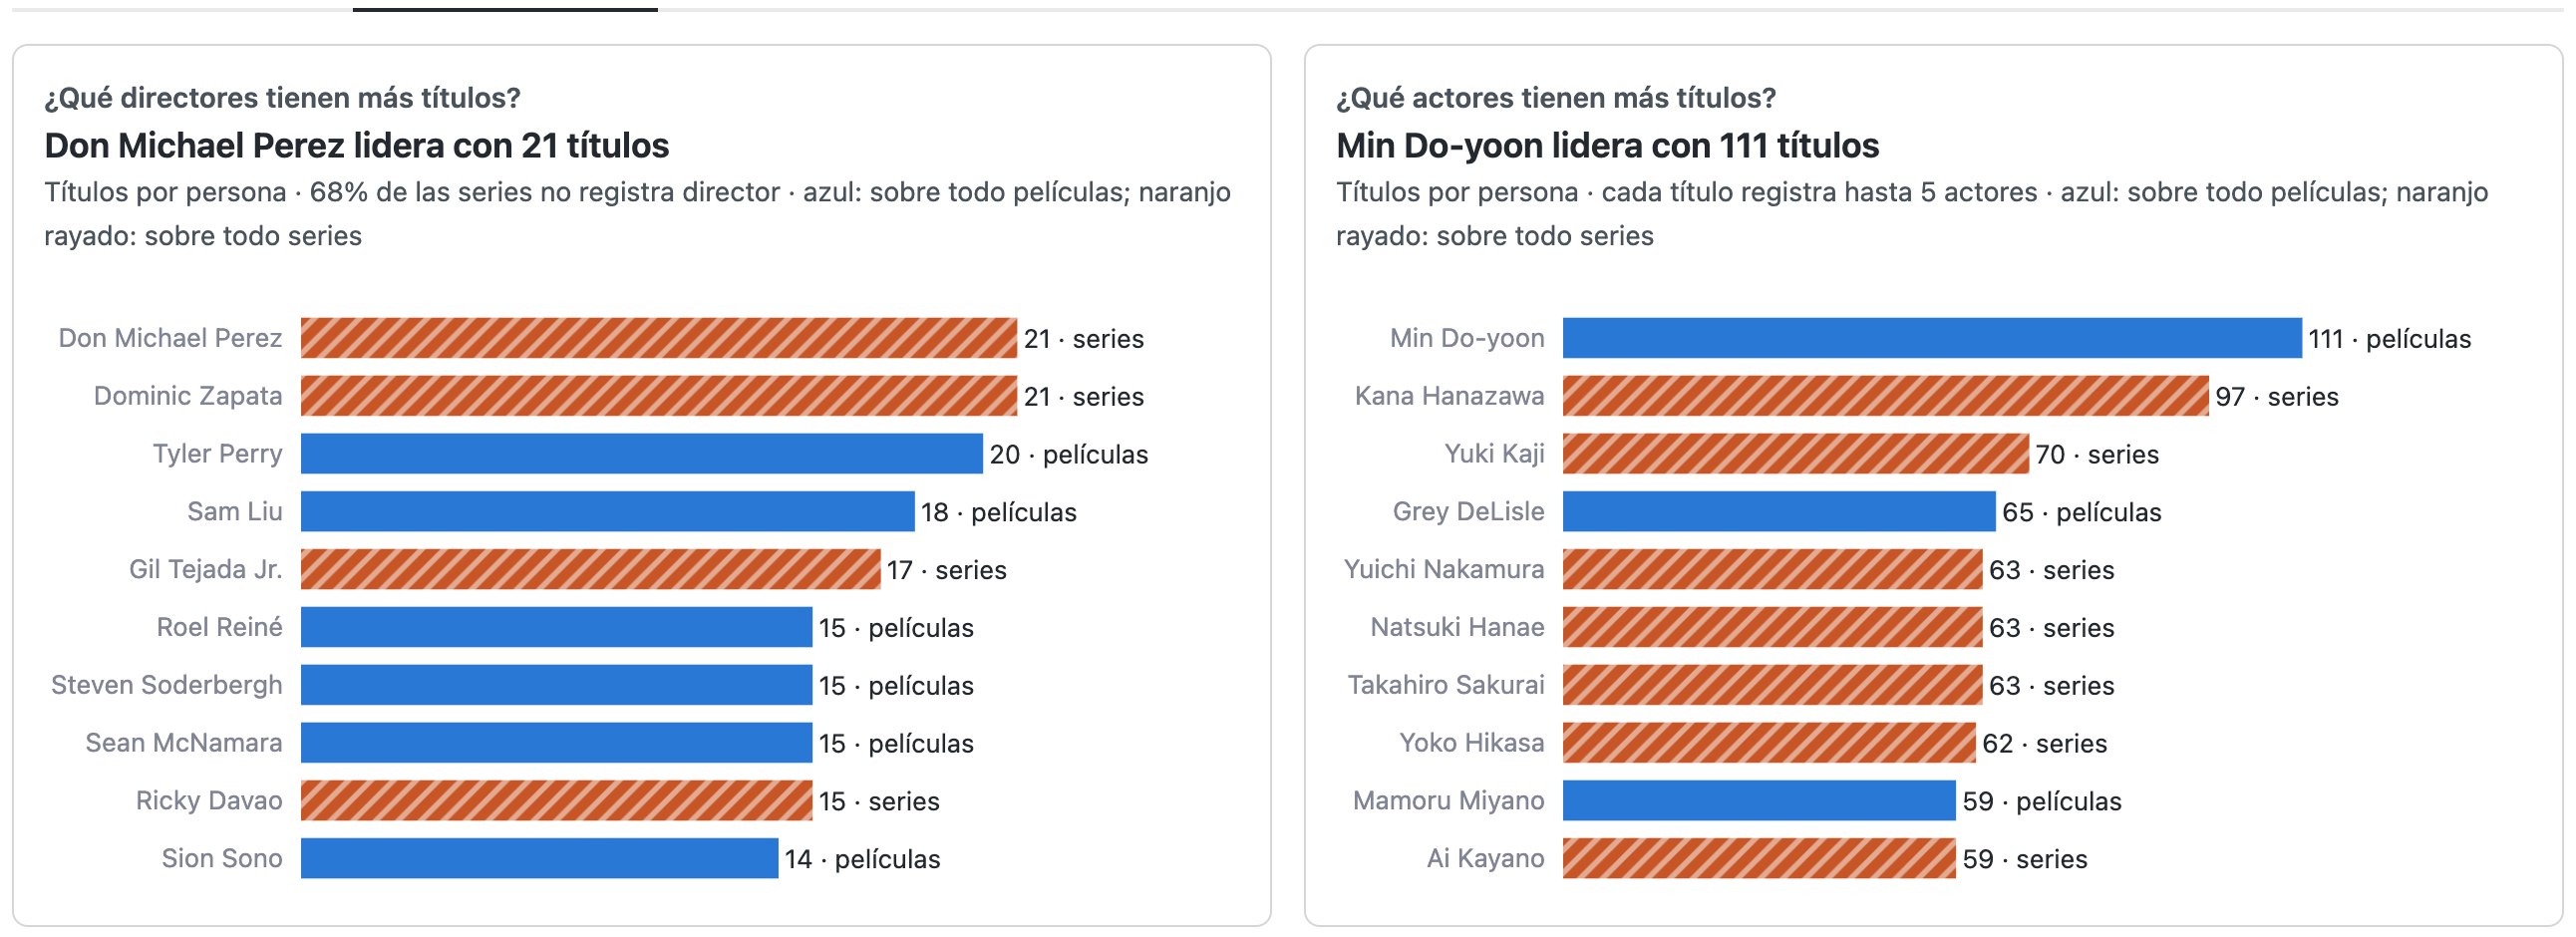 ¿Qué directores tienen más títulos?
Don Michael Perez lidera con 21 títulos
Títulos por persona · 68% de las series no registra director · azul: sobre todo películas; naranjo
rayado: sobre todo series
Don Michael Perez 21 · series
Dominic Zapata 21 · series
Tyler Perry 20 · películas
Sam Liu 18 · películas
Gil Tejada Jr. 17 · series
Roel Reiné 15 · películas
Steven Soderbergh 15 · películas
Sean McNamara 15 · películas
Ricky Davao 15 · series
Sion Sono 14 · películas
¿Qué actores tienen más títulos?
Min Do-yoon lidera con 111 títulos
Títulos por persona · cada título registra hasta 5 actores · azul: sobre todo películas; naranjo
rayado: sobre todo series
Min Do-yoon 111 · películas
Kana Hanazawa 97 · series
Yuki Kaji 70 · series
Grey DeLisle 65 · películas
Yuichi Nakamura 63 · series
Natsuki Hanae 63 · series
Takahiro Sakurai 63 · series
Yoko Hikasa 62 · series
Mamoru Miyano 59 · películas
Ai Kayano 59 · series